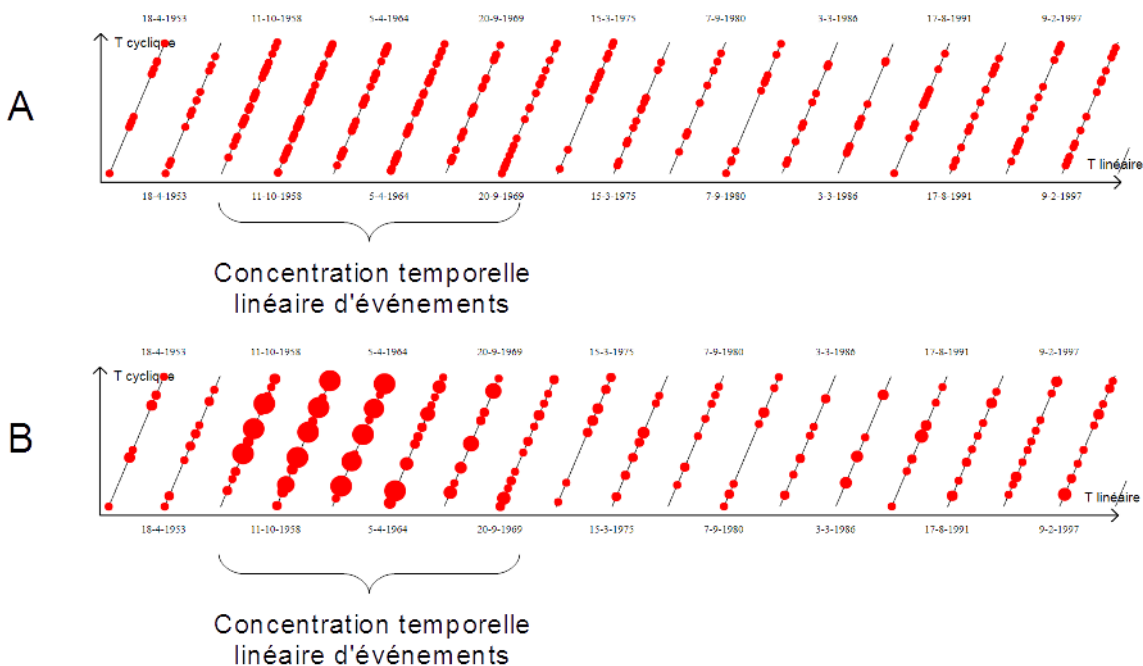 18-4-1953 11-10-1958 5-4-1964 20-9-1969 15-3-1975 7-9-1980 3-3-1986 17-8-1991 9-2-1997
T cyclique
A
T linéaire
18-4-1953 11-10-1958 5-4-1964 20-9-1969 15-3-1975 7-9-1980 3-3-1986 17-8-1991 9-2-1997
Concentration temporelle
linéaire d'événements
18-4-1953 11-10-1958 5-4-1964 20-9-1969 15-3-1975 7-9-1980 3-3-1986 17-8-1991 9-2-1997
T cyclique
B
T linéaire
18-4-1953 11-10-1958 5-4-1964 20-9-1969 15-3-1975 7-9-1980 3-3-1986 17-8-1991 9-2-1997
Concentration temporelle
linéaire d'événements